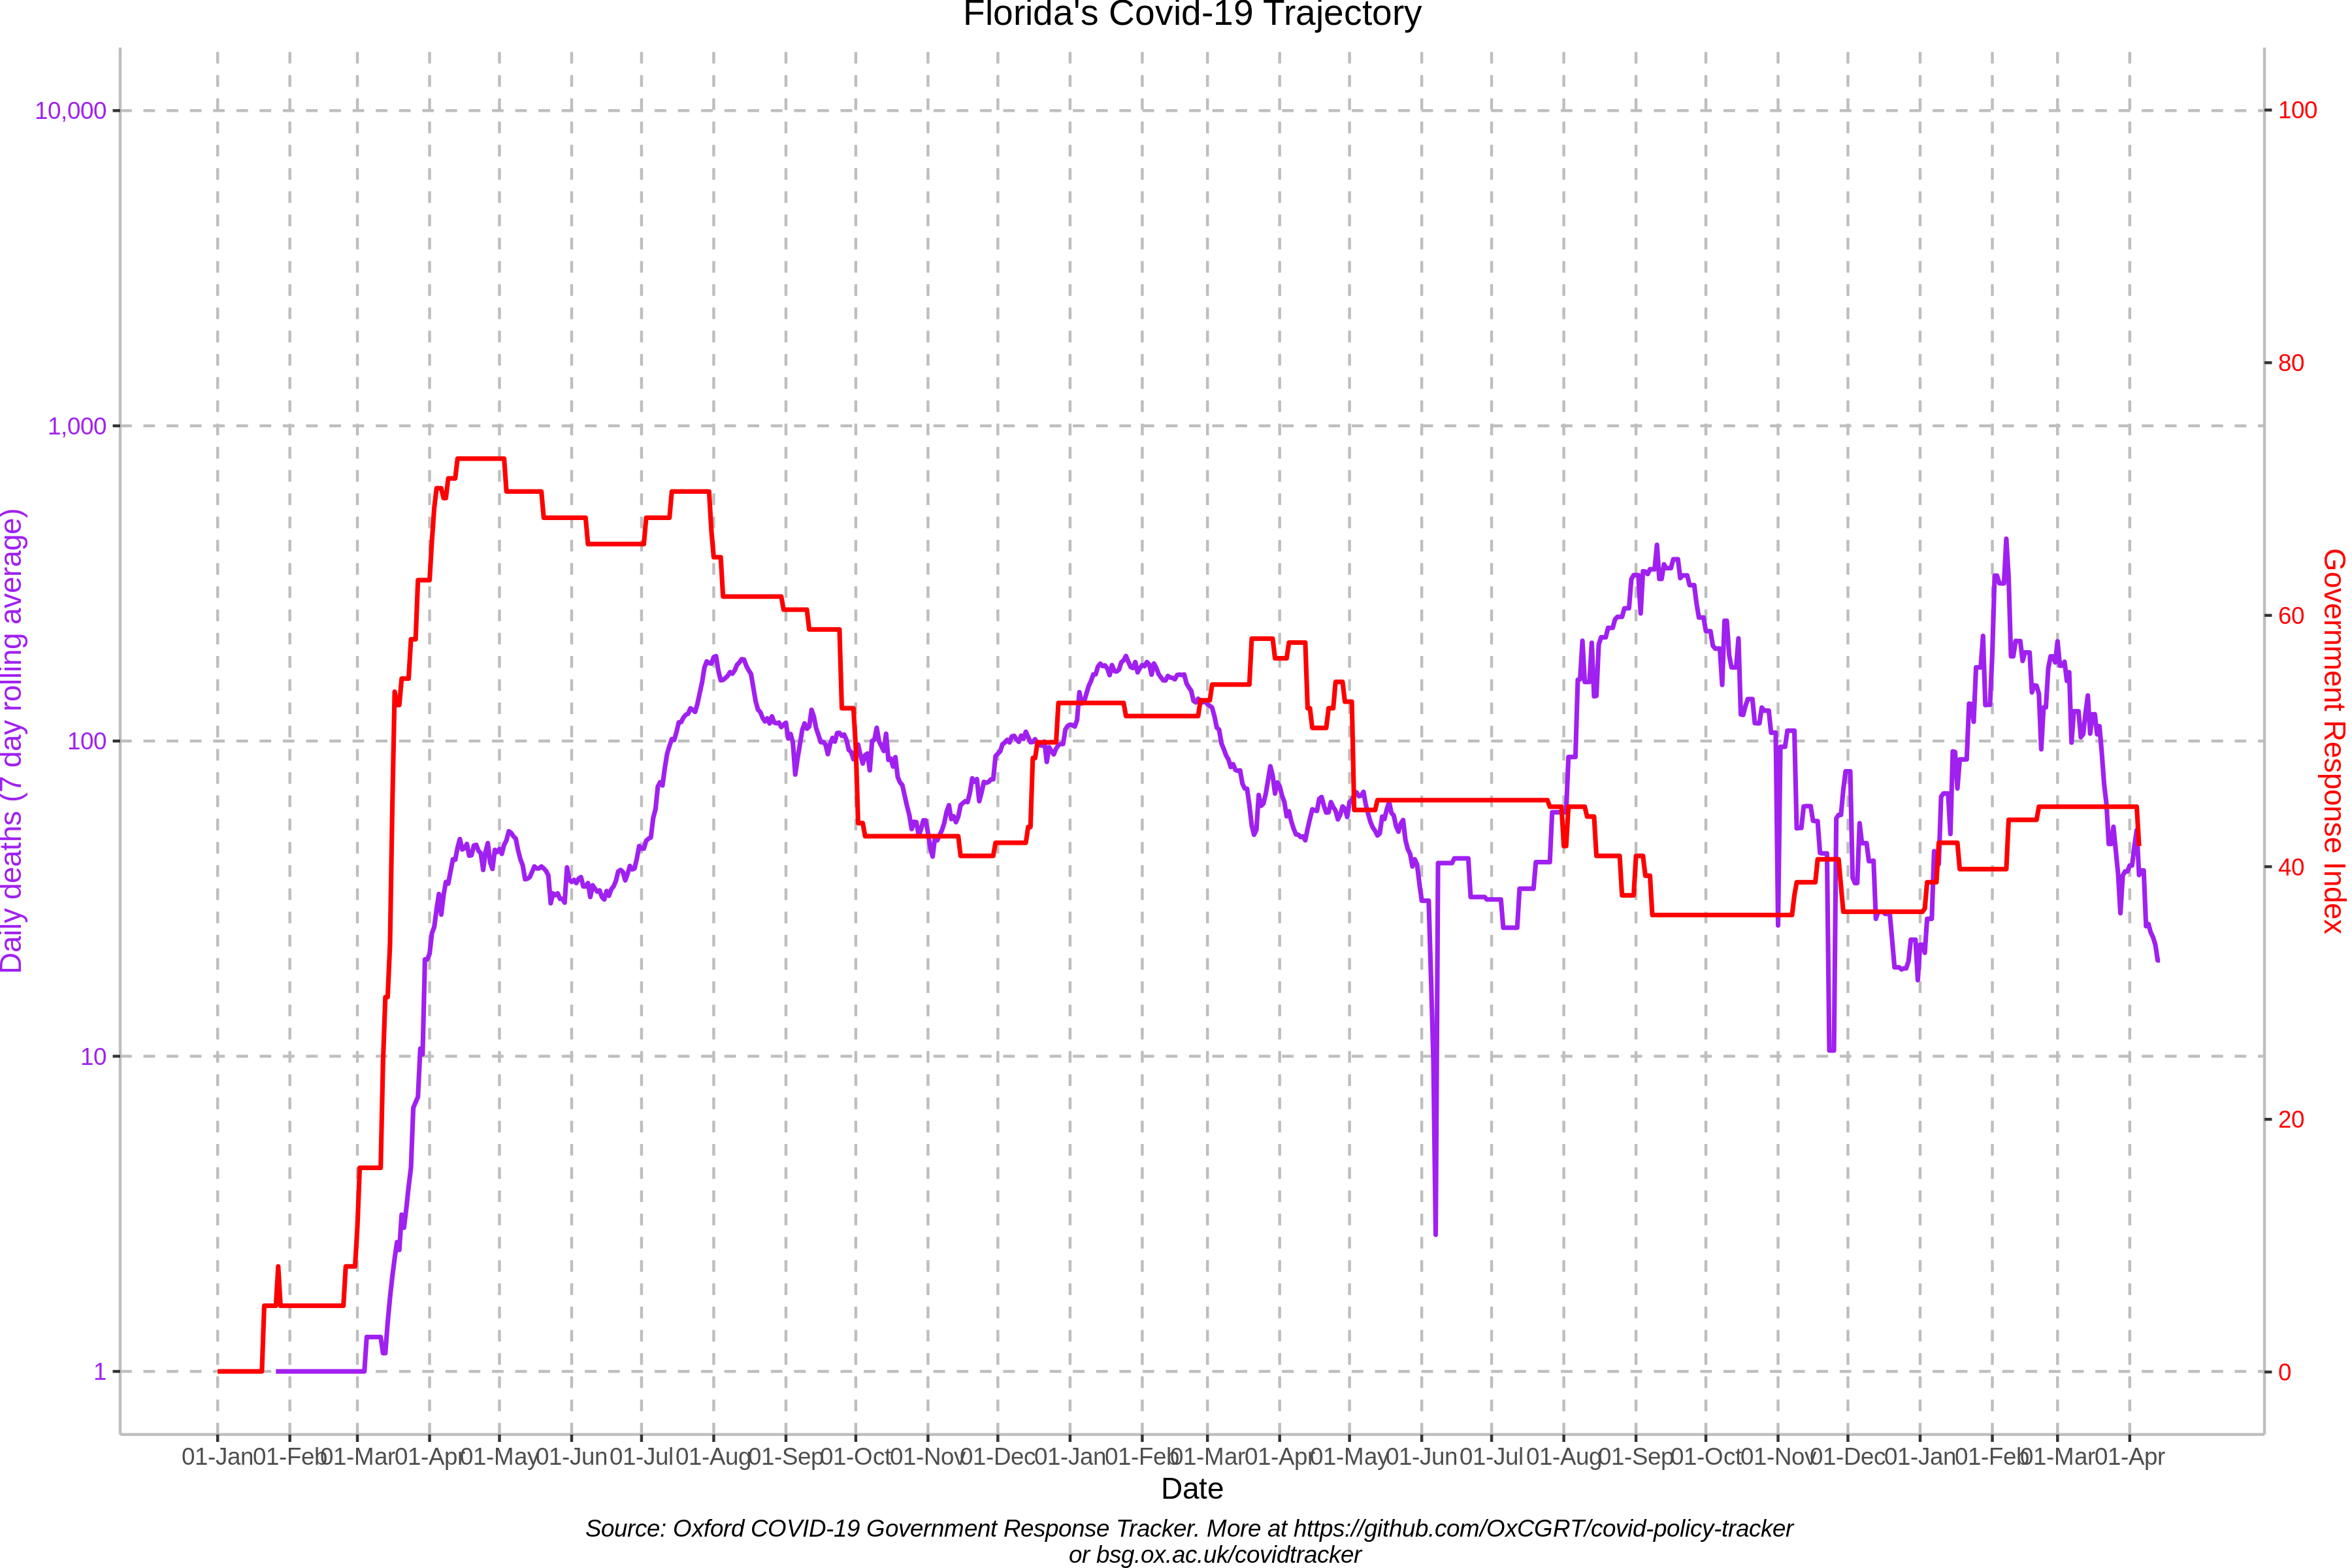 Florida's Covid-19 Trajectory
10,000
1,000
100
10
1
Daily deaths (7 day rolling average)
100
80
60
40
20
0
Government Response Index
01-Jan 01-Feb 01-Mar 01-Apr 01-May 01-Jun 01-Jul 01-Aug 01-Sep 01-Oct 01-Nov 01-Dec 01-Jan 01-Feb 01-Mar 01-Apr 01-May 01-Jun 01-Jul 01-Aug 01-Sep 01-Oct 01-Nov 01-Dec 01-Jan 01-Feb 01-Mar 01-Apr
Date
Source: Oxford COVID-19 Government Response Tracker. More at https://github.com/OxCGRT/covid-policy-tracker
or bsg.ox.ac.uk/covidtracker